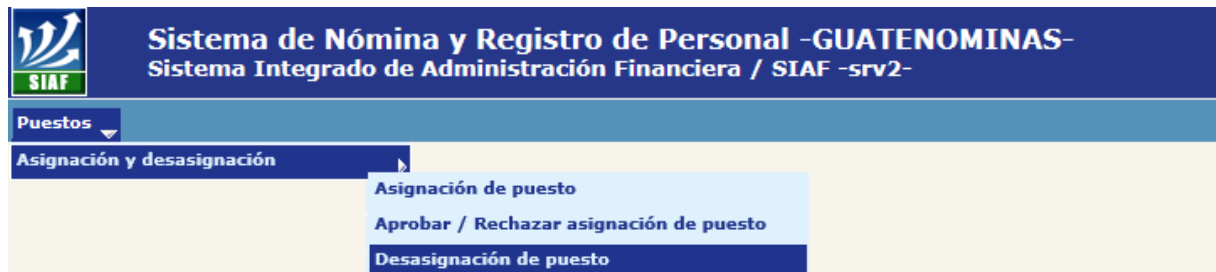 SIAF
Sistema de Nómina y Registro de Personal -GUATENOMINAS-
Sistema Integrado de Administración Financiera / SIAF -srv2-
Puestos
Asignación y desasignación
Asignación de puesto
Aprobar / Rechazar asignación de puesto
Desasignación de puesto